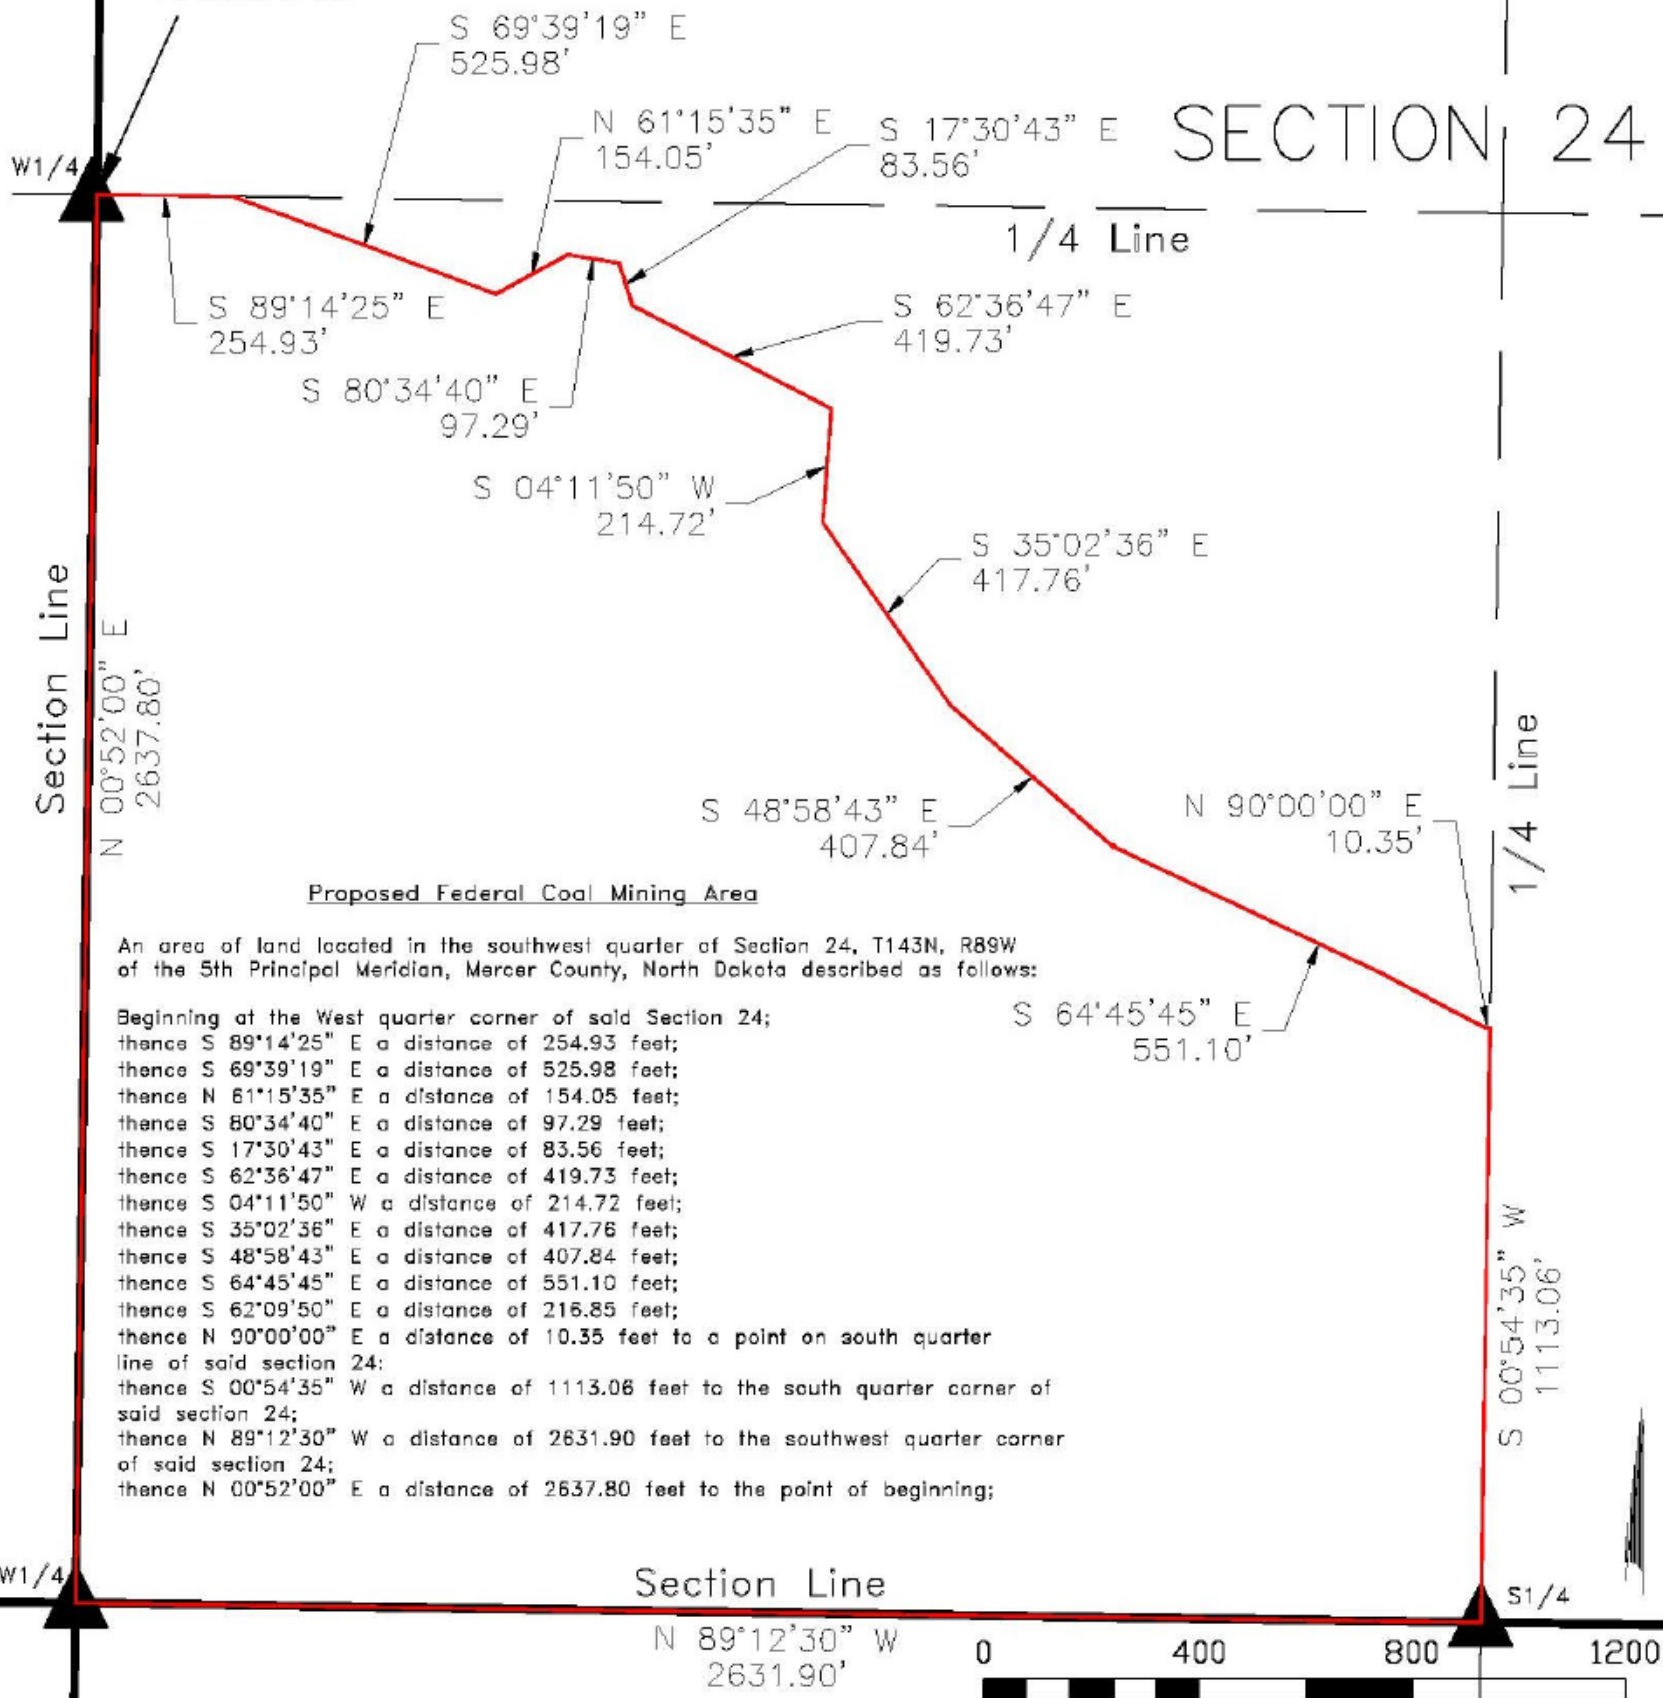 S 69°39'19" E
525.98'
N 61°15'35" E
154.05'
S 17°30'43" E
83.56'
SECTION 24
W1/4
1/4 Line
S 89°14'25" E
254.93'
S 62°36'47" E
419.73'
S 80°34'40" E
97.29'
S 04°11'50" W
214.72'
S 35°02'36" E
417.76'
Section Line
N 00°52'00" E
2637.80'
1/4 Line
S 48°58'43" E
407.84'
N 90°00'00" E
10.35'
Proposed Federal Coal Mining Area
An area of land located in the southwest quarter of Section 24, T143N, R89W
of the 5th Principal Meridian, Mercer County, North Dakota described as follows:
S 64°45'45" E
551.10'
Beginning at the West quarter corner of said Section 24;
thence S 89°14'25" E a distance of 254.93 feet;
thence S 69°39'19" E a distance of 525.98 feet;
thence N 61°15'35" E a distance of 154.05 feet;
thence S 80°34'40" E a distance of 97.29 feet;
thence S 17°30'43" E a distance of 83.56 feet;
thence S 62°36'47" E a distance of 419.73 feet;
thence S 04°11'50" W a distance of 214.72 feet;
thence S 35°02'36" E a distance of 417.76 feet;
thence S 48°58'43" E a distance of 407.84 feet;
thence S 64°45'45" E a distance of 551.10 feet;
thence S 62°09'50" E a distance of 216.85 feet;
thence N 90°00'00" E a distance of 10.35 feet to a point on south quarter
line of said section 24:
thence S 00°54'35" W a distance of 1113.06 feet to the south quarter corner of
said section 24;
thence N 89°12'30" W a distance of 2631.90 feet to the southwest quarter corner
of said section 24;
thence N 00°52'00" E a distance of 2637.80 feet to the point of beginning;
S 00°54'35" W
1113.06'
W1/4
Section Line
S1/4
N 89°12'30" W
2631.90'
0 400 800 1200